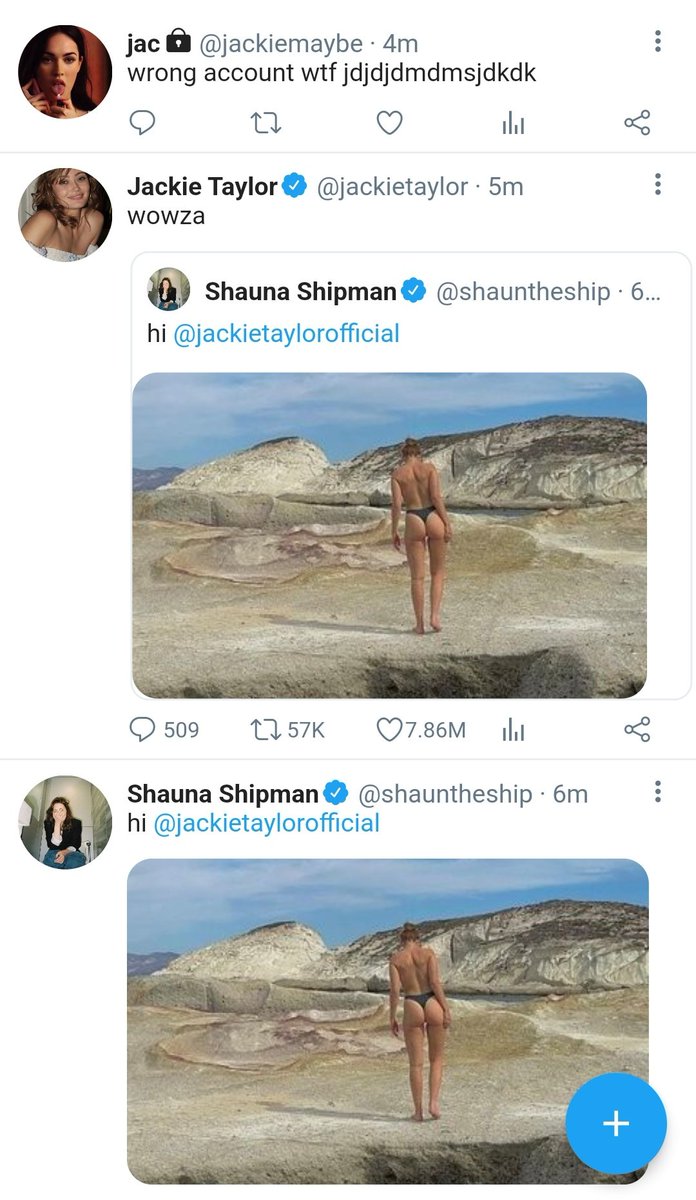 jac @jackiemaybe · 4m
wrong account wtf jdjdjdmdmsjdkdk
Jackie Taylor @jackietaylor · 5m
wowza
Shauna Shipman @shauntheship · 6...
hi @jackietaylorofficial
509 57K 7.86M
Shauna Shipman @shauntheship · 6m
hi @jackietaylorofficial